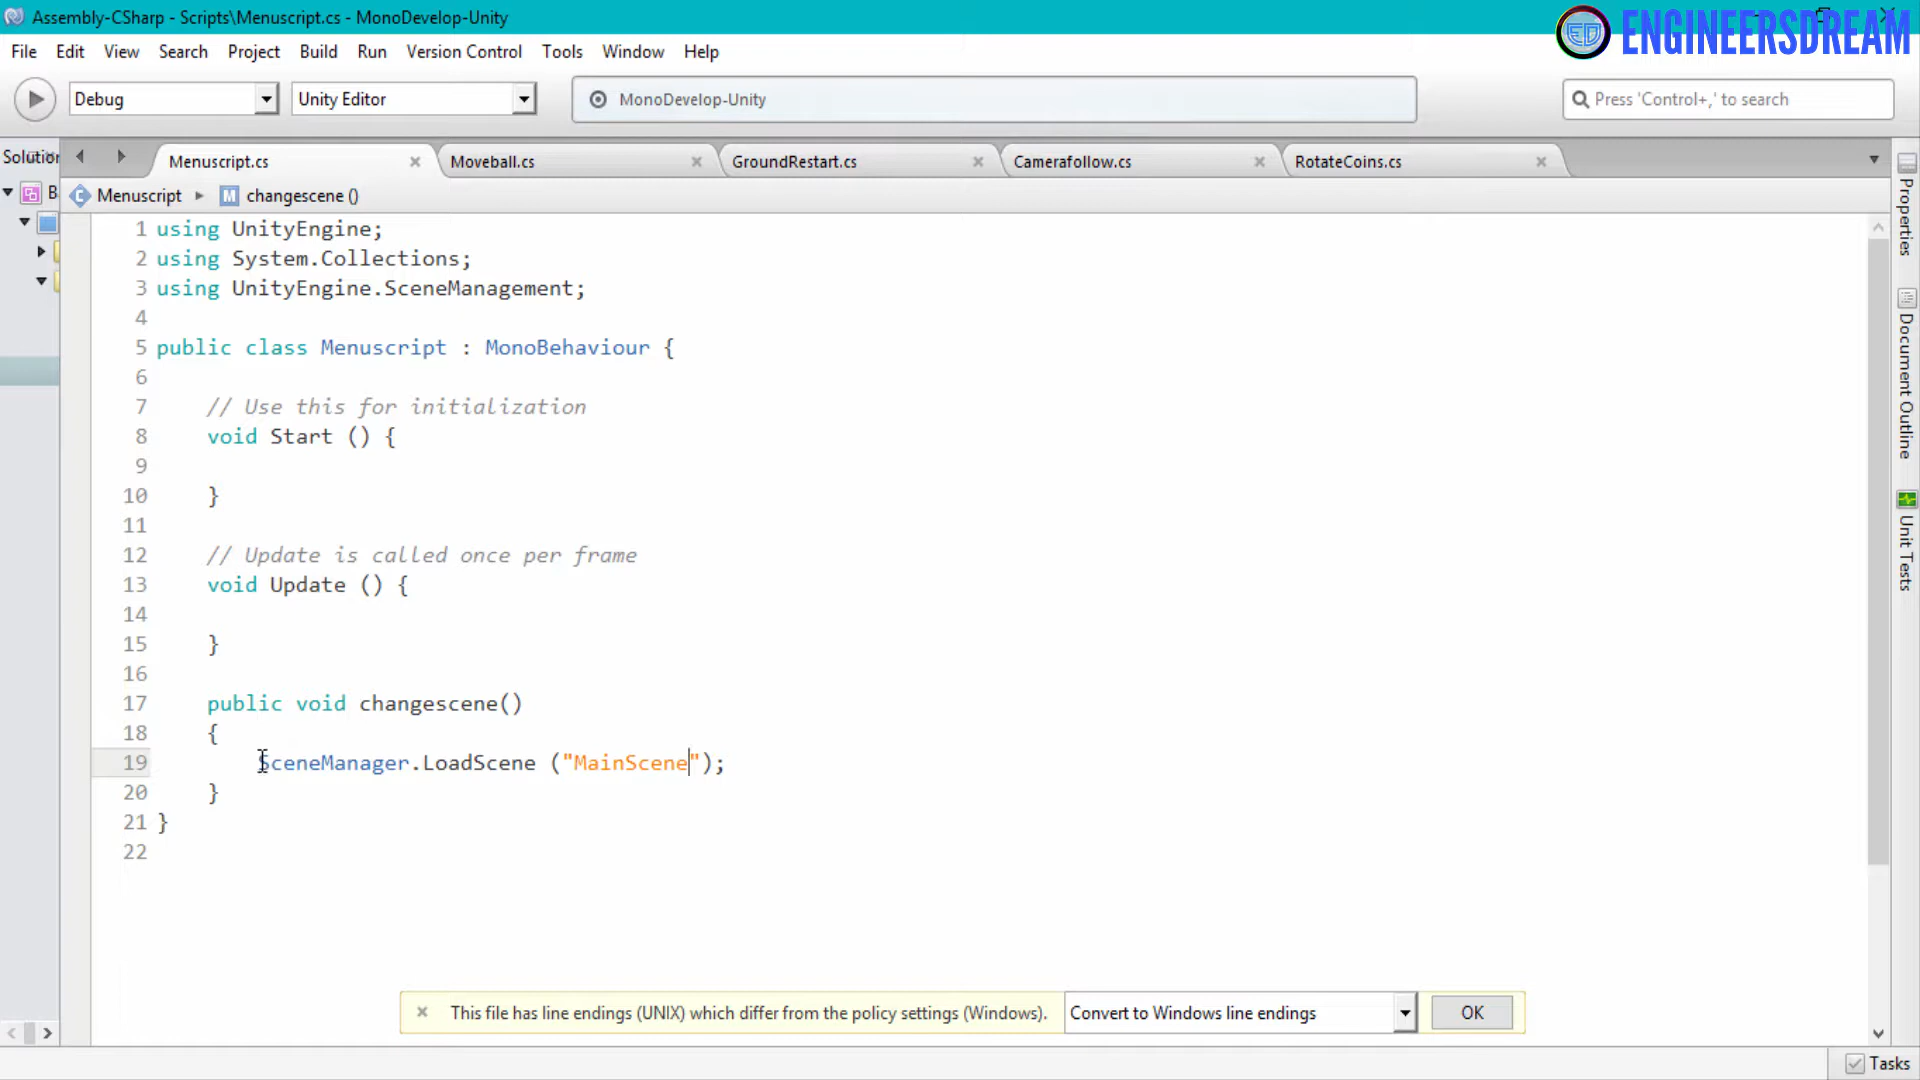 Assembly-CSharp - Scripts\Menuscript.cs - MonoDevelop-Unity
ED ENGINEERSDREAM
File Edit View Search Project Build Run Version Control Tools Window Help
Debug Unity Editor MonoDevelop-Unity Press 'Control+,' to search
Solution Menuscript.cs Moveball.cs GroundRestart.cs Camerafollow.cs RotateCoins.cs
B Menuscript M changescene ()
1 using UnityEngine;
2 using System.Collections;
3 using UnityEngine.SceneManagement;
4
5 public class Menuscript : MonoBehaviour {
6
7 // Use this for initialization
8 void Start () {
9
10 }
11
12 // Update is called once per frame
13 void Update () {
14
15 }
16
17 public void changescene()
18 {
19 SceneManager.LoadScene ("MainScene");
20 }
21 }
22
Properties
Document Outline
Unit Tests
This file has line endings (UNIX) which differ from the policy settings (Windows). Convert to Windows line endings OK
Tasks